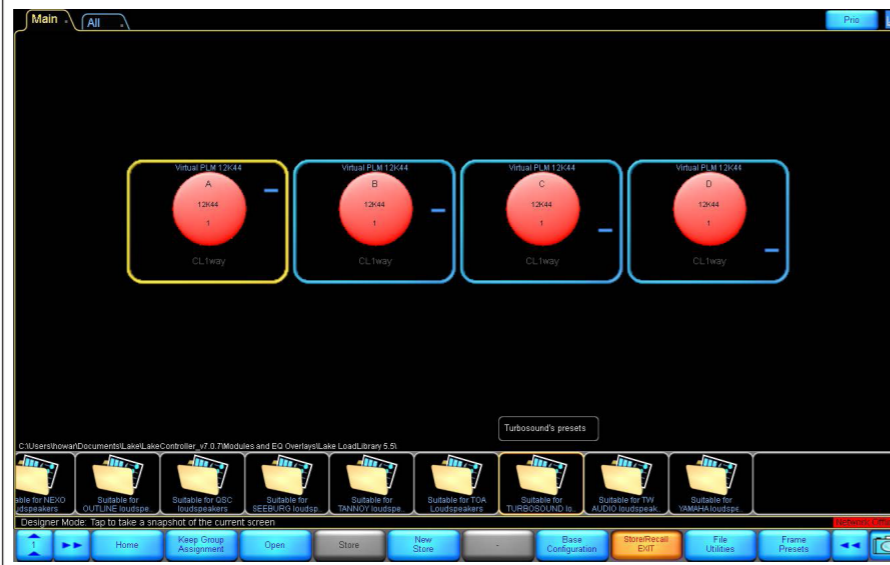 Main
All
Pris
Virtual PLM 12K44
A
12K44
1
CL1way
Virtual PLM 12K44
B
12K44
1
CL1way
Virtual PLM 12K44
C
12K44
1
CL1way
Virtual PLM 12K44
D
12K44
1
CL1way
Turbosound's presets
C:\Users\howar\Documents\Lake\LakeController_v7.0.7\Modules and EQ Overlays\Lake LoadLibrary 5.5\
able for NEXO
udspeakers
Suitable for
OUTLINE loudspe..
Suitable for QSC
loudspeakers
Suitable for
SEEBURG loudsp..
Suitable for
TANNOY loudspe..
Suitable for TOA
Loudspeakers
Suitable for
TURBOSOUND lo..
Suitable for TW
AUDIO loudspeak..
Suitable for
YAMAHA loudspe..
Designer Mode: Tap to take a snapshot of the current screen
Network Offli
1
Home
Keep Group
Assignment
Open
Store
New
Store
-
Base
Configuration
Store/Recall
EXIT
File
Utilities
Frame
Presets